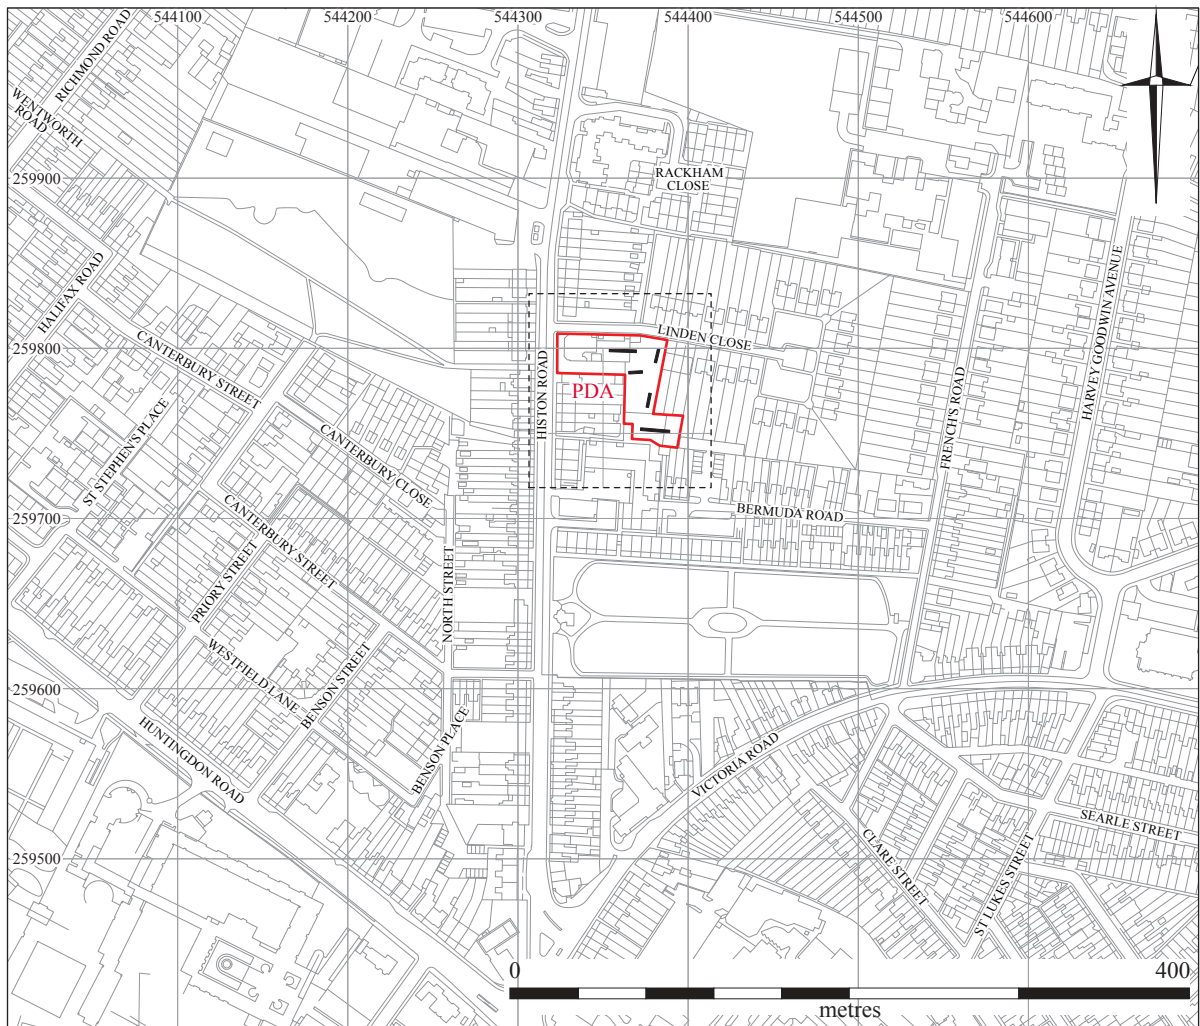 544100
544200
544300
544400
544500
544600
RICHMOND ROAD
WENTWORTH
ROAD
259900
RACKHAM
CLOSE
HALIFAX ROAD
HARVEY GOODWIN AVENUE
259800
LINDEN CLOSE
CANTERBURY STREET
HISTON ROAD
PDA
FRENCH'S ROAD
ST STEPHEN'S PLACE
CANTERBURY CLOSE
259700
BERMUDA ROAD
CANTERBURY STREET
PRIORY STREET
NORTH STREET
WESTFIELD LANE
BENSON STREET
259600
HUNTINGDON ROAD
BENSON PLACE
VICTORIA ROAD
SEARLE STREET
259500
CLARE STREET
ST LUKES STREET
0
400
metres